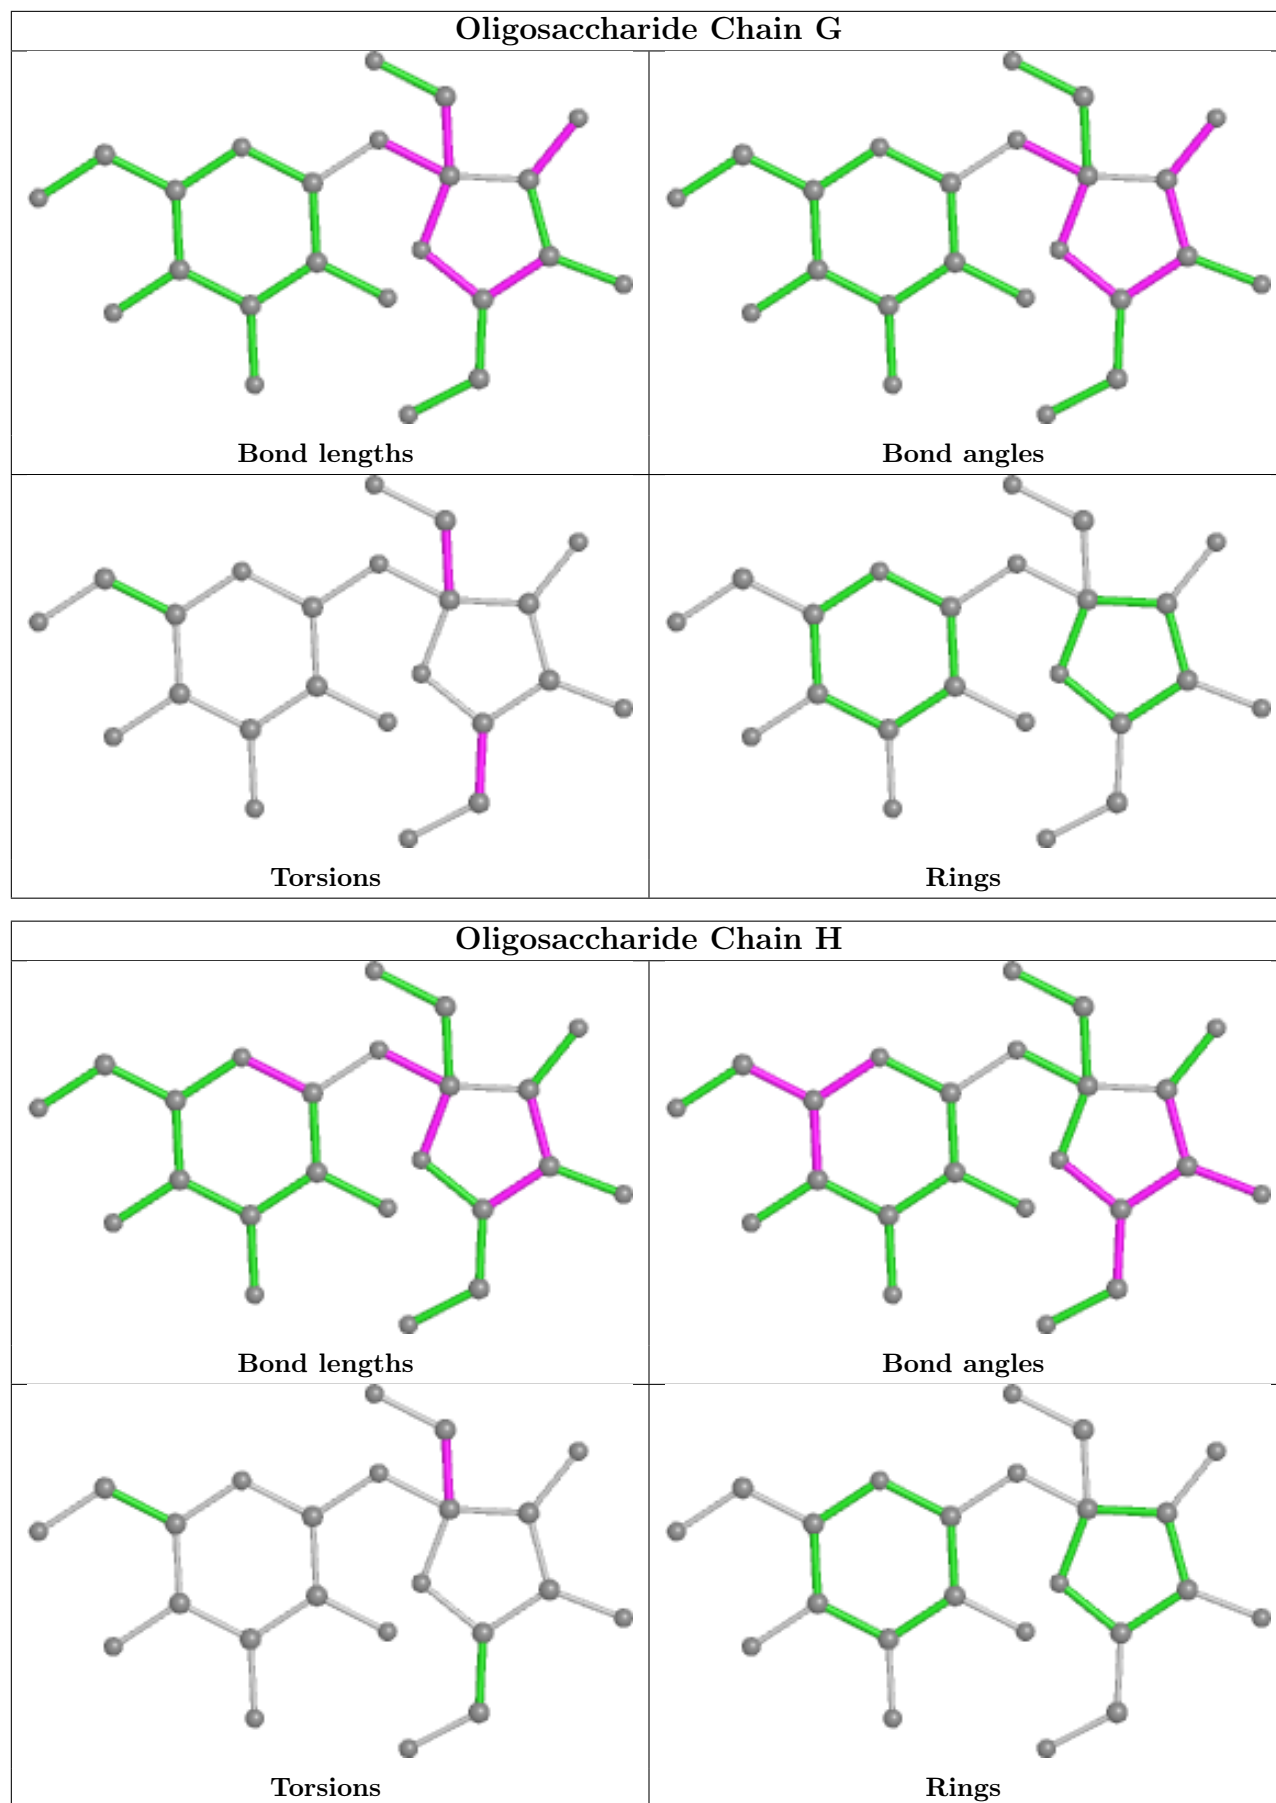 Oligosaccharide Chain G
Bond lengths
Bond angles
Torsions
Rings
Oligosaccharide Chain H
Bond lengths
Bond angles
Torsions
Rings